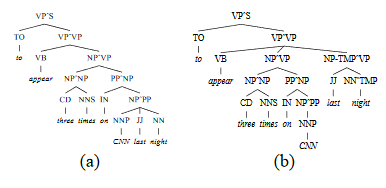 VP^S VP^S
TO VP^VP TO VP^VP
to VB NP^VP to VB NP^VP NP-TMP^VP
appear NP^NP PP^NP appear NP^NP PP^NP JJ NN^TMP
CD NNS IN NP^PP CD NNS IN NP^PP last night
three times on NNP JJ NN three times on NNP
CNN last night CNN
(a) (b)